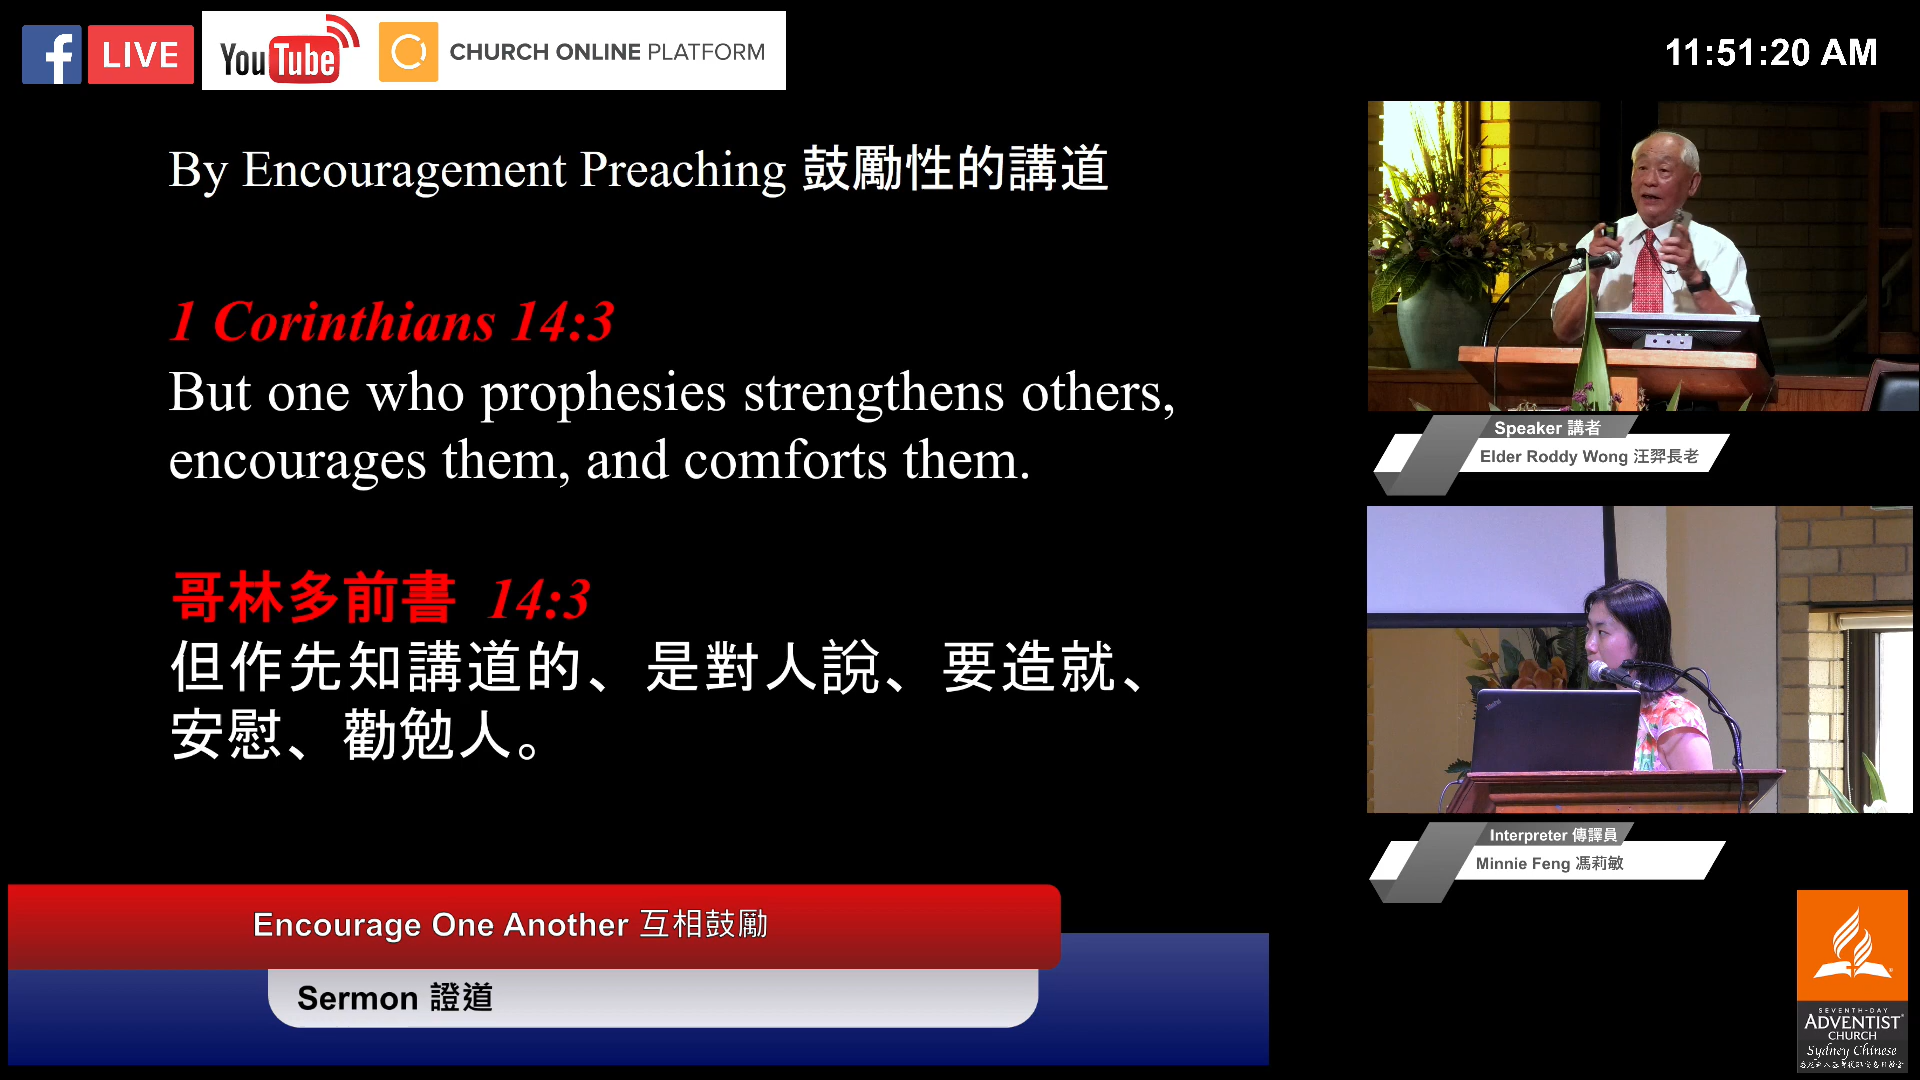 f LIVE YouTube CHURCH ONLINE PLATFORM
11:51:20 AM
By Encouragement Preaching 鼓勵性的講道
1 Corinthians 14:3
But one who prophesies strengthens others,
encourages them, and comforts them.
哥林多前書 14:3
但作先知講道的、是對人說、要造就、
安慰、勸勉人。
Speaker 講者
Elder Roddy Wong 汪羿長老
Interpreter 傳譯員
Minnie Feng 馮莉敏
Encourage One Another 互相鼓勵
Sermon 證道
SEVENTH-DAY
ADVENTIST
CHURCH
Sydney Chinese